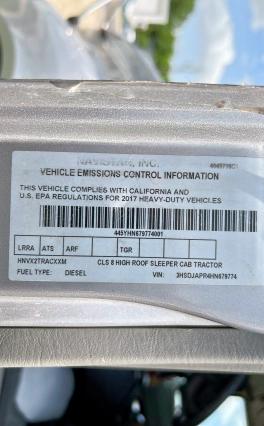 NAVISTAR, INC.
VEHICLE EMISSIONS CONTROL INFORMATION
THIS VEHICLE COMPLIES WITH CALIFORNIA AND
U.S. EPA REGULATIONS FOR 2017 HEAVY-DUTY VEHICLES
445YHN679774001
LRRA ATS ARF TGR
HNVX2TRACXXM CLS 8 HIGH ROOF SLEEPER CAB TRACTOR
FUEL TYPE: DIESEL VIN: 3HSDJAPR4HN679774